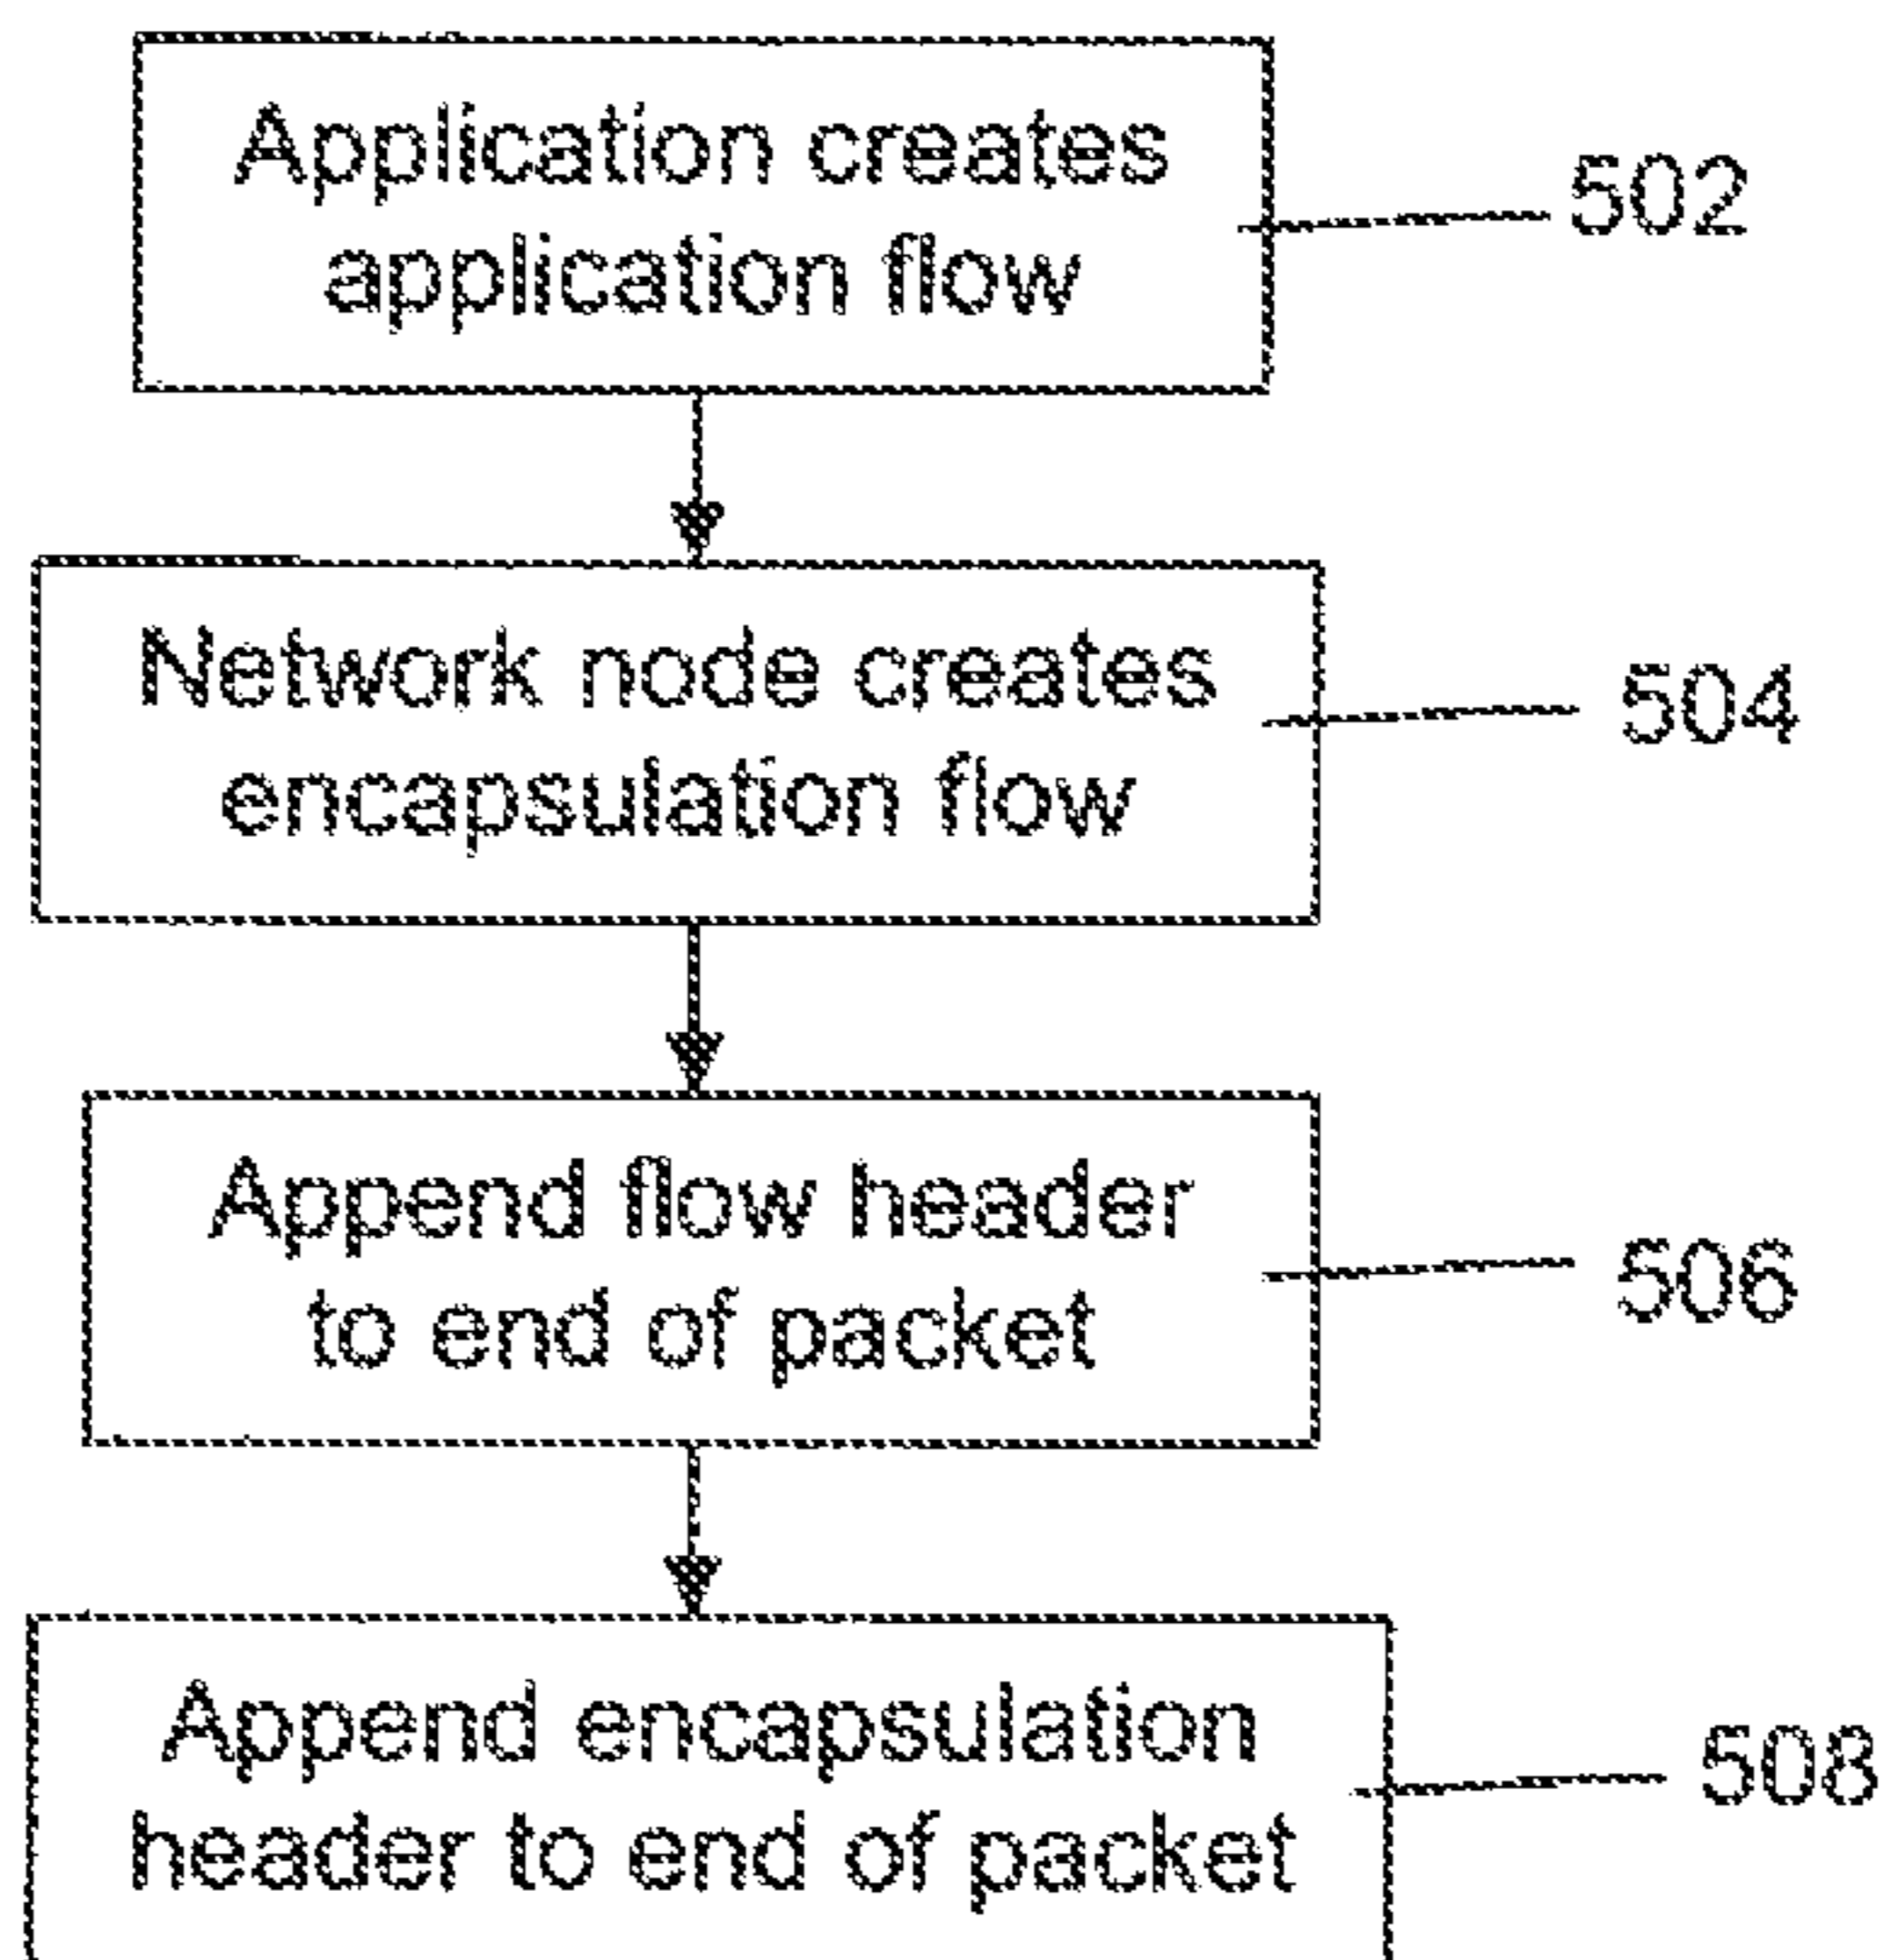 Application creates
application flow
502
Network node creates
encapsulation flow
504
Append flow header
to end of packet
506
Append encapsulation
header to end of packet
508